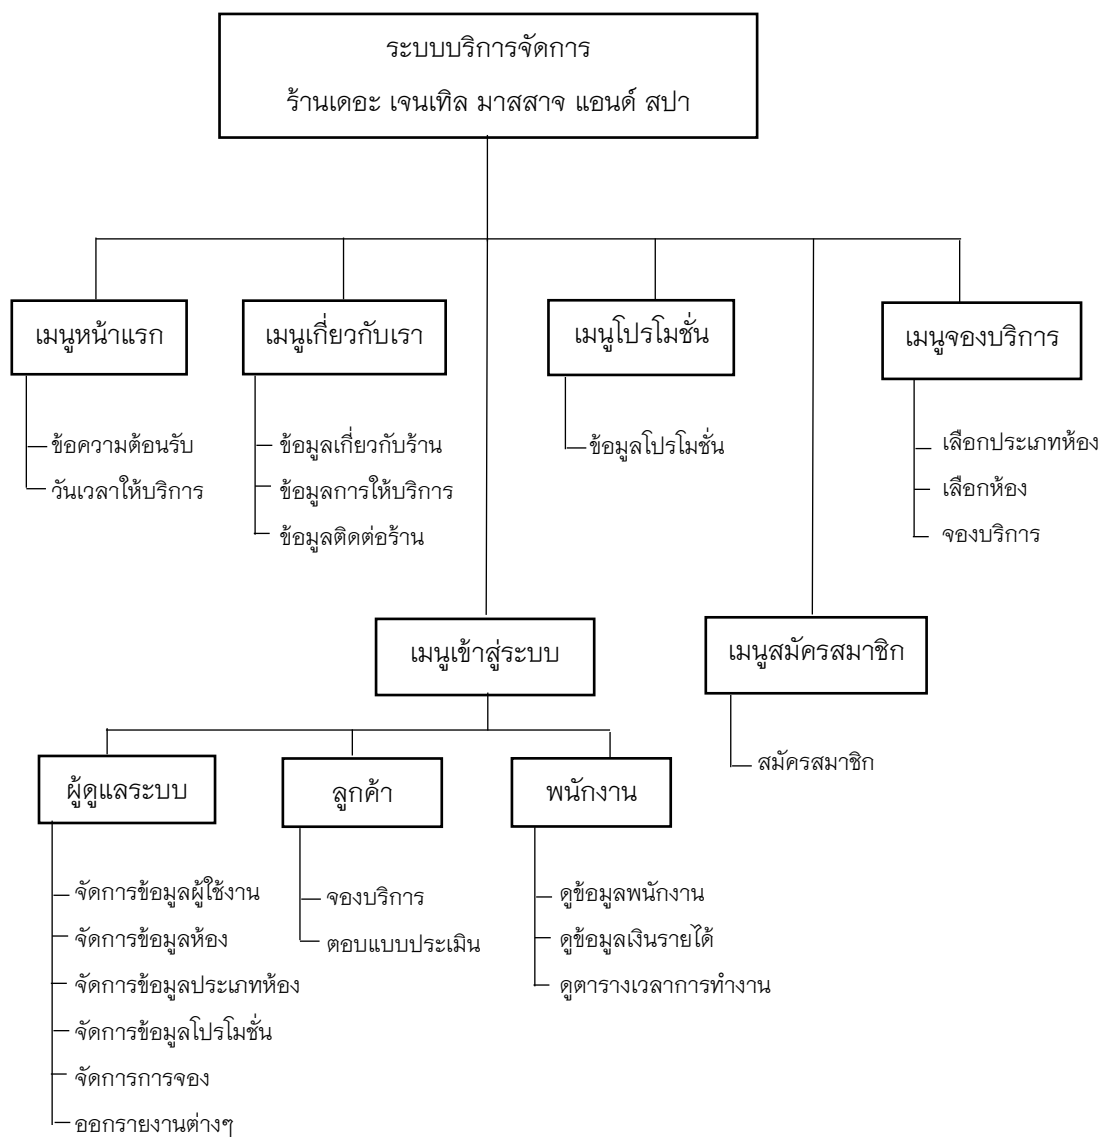 ระบบบริการจัดการ
ร้านเดอะ เจนเทิล มาสสาจ แอนด์ สปา
เมนูหน้าแรก
ข้อความต้อนรับ
วันเวลาให้บริการ
เมนูเกี่ยวกับเรา
ข้อมูลเกี่ยวกับร้าน
ข้อมูลการให้บริการ
ข้อมูลติดต่อร้าน
เมนูโปรโมชั่น
ข้อมูลโปรโมชั่น
เมนูจองบริการ
เลือกประเภทห้อง
เลือกห้อง
จองบริการ
เมนูเข้าสู่ระบบ
เมนูสมัครสมาชิก
สมัครสมาชิก
ผู้ดูแลระบบ
จัดการข้อมูลผู้ใช้งาน
จัดการข้อมูลห้อง
จัดการข้อมูลประเภทห้อง
จัดการข้อมูลโปรโมชั่น
จัดการการจอง
ออกรายงานต่างๆ
ลูกค้า
จองบริการ
ตอบแบบประเมิน
พนักงาน
ดูข้อมูลพนักงาน
ดูข้อมูลเงินรายได้
ดูตารางเวลาการทำงาน